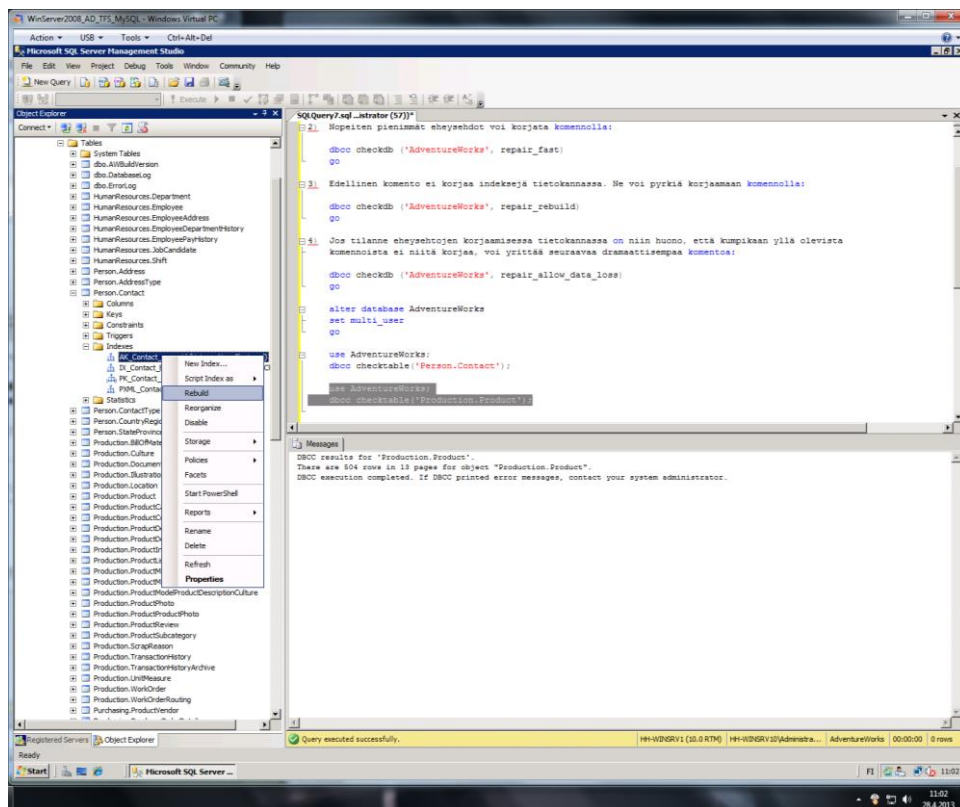 WinServer2008_AD_TFS_MySQL - Windows Virtual PC
Action USB Tools Ctrl+Alt+Del
Microsoft SQL Server Management Studio
File Edit View Project Debug Tools Window Community Help
New Query
Execute
Object Explorer
Connect
Tables
System Tables
dbo.AWBuildVersion
dbo.DatabaseLog
dbo.ErrorLog
HumanResources.Department
HumanResources.Employee
HumanResources.EmployeeAddress
HumanResources.EmployeeDepartmentHistory
HumanResources.EmployeePayHistory
HumanResources.JobCandidate
HumanResources.Shift
Person.Address
Person.AddressType
Person.Contact
Columns
Keys
Constraints
Triggers
Indexes
AK_Contact_
IX_Contact_E
PK_Contact_
PXML_Contac
Statistics
Person.ContactType
Person.CountryRegio
Person.StateProvinc
Production.BillOfMate
Production.Culture
Production.Documen
Production.Illustratio
Production.Location
Production.Product
Production.ProductCa
Production.ProductC
Production.ProductDe
Production.ProductD
Production.ProductIn
Production.ProductLis
Production.ProductM
Production.ProductM
Production.ProductModelProductDescriptionCulture
Production.ProductPhoto
Production.ProductProductPhoto
Production.ProductReview
Production.ProductSubcategory
Production.ScrapReason
Production.TransactionHistory
Production.TransactionHistoryArchive
Production.UnitMeasure
Production.WorkOrder
Production.WorkOrderRouting
Purchasing.ProductVendor
New Index...
Script Index as
Rebuild
Reorganize
Disable
Storage
Policies
Facets
Start PowerShell
Reports
Rename
Delete
Refresh
Properties
Registered Servers Object Explorer
SQLQuery7.sql ...istrator (57))*
2) Nopeiten pienimmät eheysehdot voi korjata komennolla:
dbcc checkdb ('AdventureWorks', repair_fast)
go
3) Edellinen komento ei korjaa indeksejä tietokannassa. Ne voi pyrkiä korjaamaan komennolla:
dbcc checkdb ('AdventureWorks', repair_rebuild)
go
4) Jos tilanne eheysehtojen korjaamisessa tietokannassa on niin huono, että kumpikaan yllä olevista
komennoista ei niitä korjaa, voi yrittää seuraavaa dramaattisempaa komentoa:
dbcc checkdb ('AdventureWorks', repair_allow_data_loss)
go
alter database AdventureWorks
set multi_user
go
use AdventureWorks;
dbcc checktable('Person.Contact');
use AdventureWorks;
dbcc checktable('Production.Product');
Messages
DBCC results for 'Production.Product'.
There are 504 rows in 13 pages for object "Production.Product".
DBCC execution completed. If DBCC printed error messages, contact your system administrator.
Query executed successfully. HH-WINSRV1 (10.0 RTM) HH-WINSRV10\Administra... AdventureWorks 00:00:00 0 rows
Ready
Start Microsoft SQL Server ... FI 11:02
11:02
28.4.2013